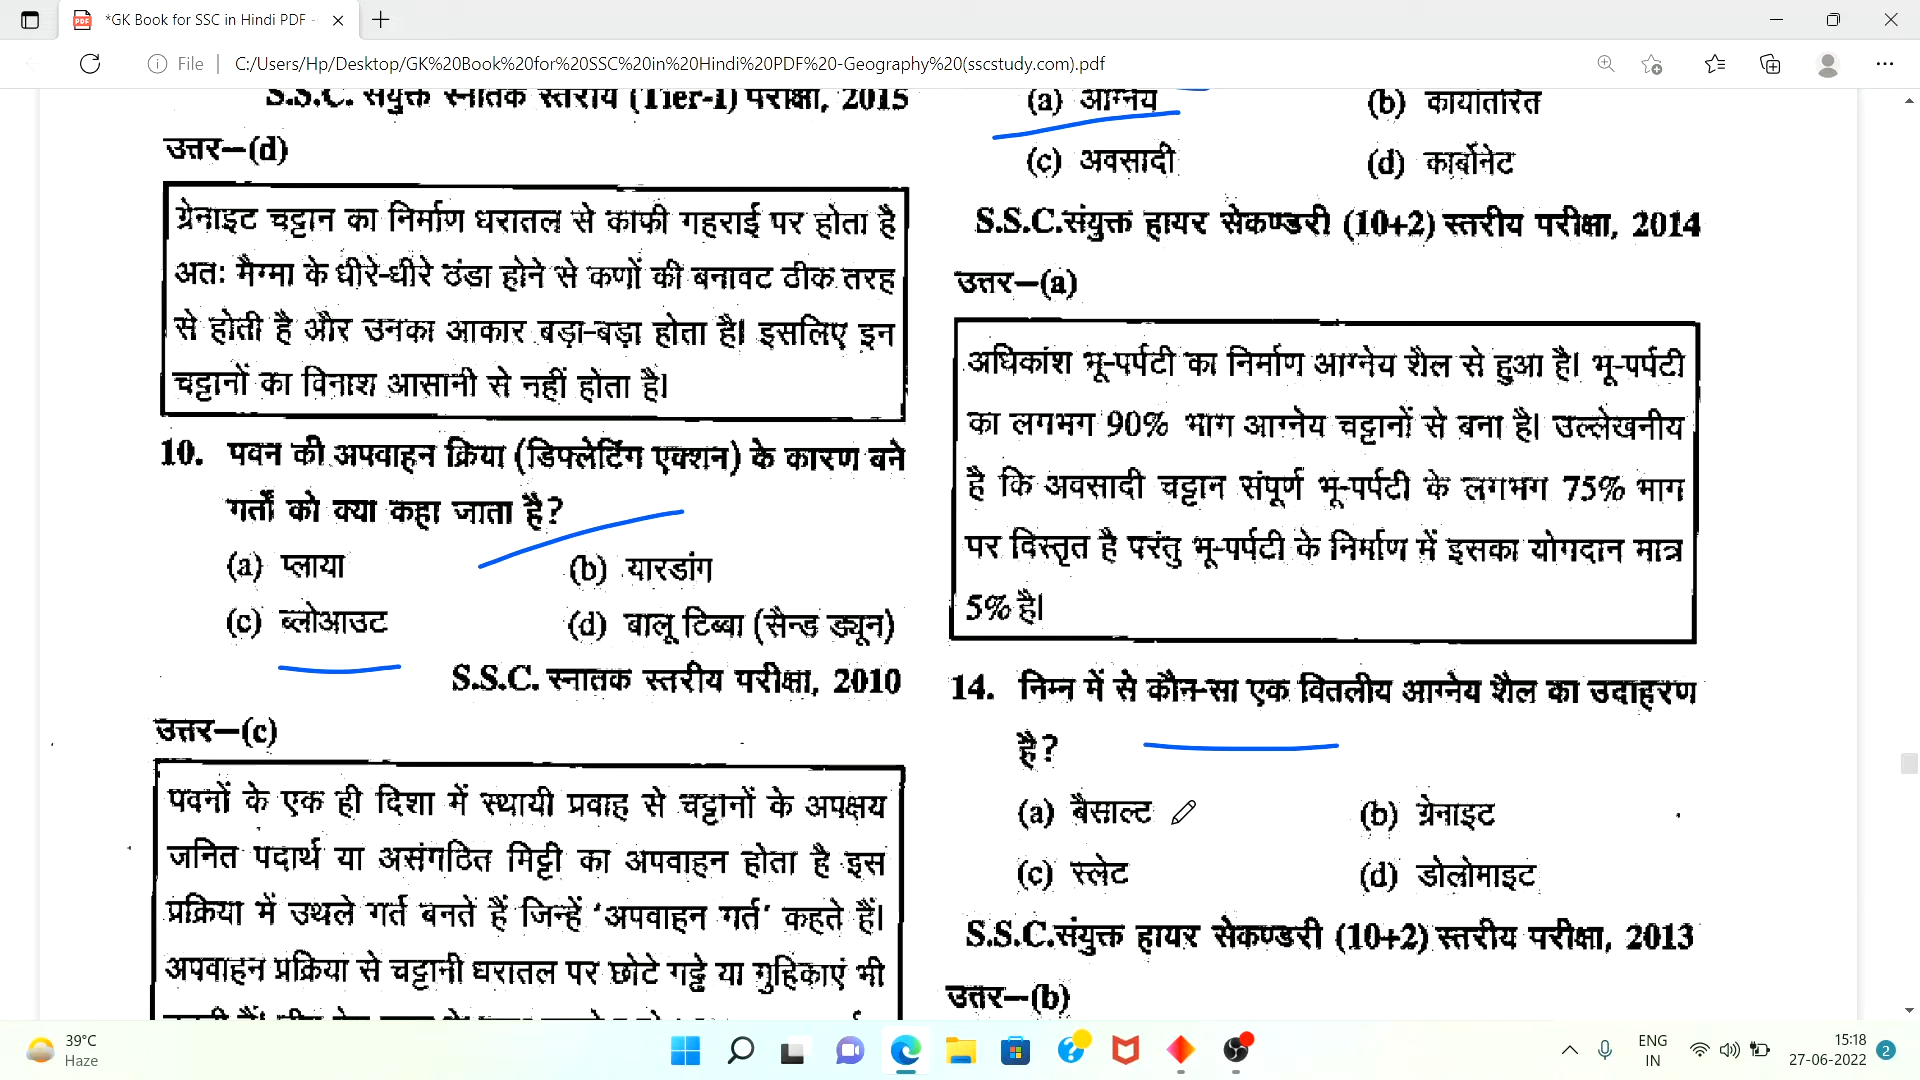 *GK Book for SSC in Hindi PDF -
File
C:/Users/Hp/Desktop/GK%20Book%20for%20SSC%20in%20Hindi%20PDF%20-Geography%20(sscstudy.com).pdf
S.S.C. संयुक्त स्नातक स्तरीय (Tier-I) परीक्षा, 2015
उत्तर—(d)
ग्रेनाइट चट्टान का निर्माण धरातल से काफी गहराई पर होता है
अतः मैग्मा के धीरे-धीरे ठंडा होने से कणों की बनावट ठीक तरह
से होती है और उनका आकार बड़ा-बड़ा होता है। इसलिए इन
चट्टानों का विनाश आसानी से नहीं होता है।
10. पवन की अपवाहन क्रिया (डिफ्लेटिंग एक्शन) के कारण बने
गर्तों को क्या कहा जाता है?
(a) प्लाया (b) यारडांग
(c) ब्लोआउट (d) बालू टिब्बा (सैन्ड ड्यून)
S.S.C. स्नातक स्तरीय परीक्षा, 2010
उत्तर—(c)
पवनों के एक ही दिशा में स्थायी प्रवाह से चट्टानों के अपक्षय
जनित पदार्थ या असंगठित मिट्टी का अपवाहन होता है इस
प्रक्रिया में उथले गर्त बनते हैं जिन्हें ‘अपवाहन गर्त’ कहते हैं।
अपवाहन प्रक्रिया से चट्टानी धरातल पर छोटे गड्ढे या गुहिकाएं भी
(a) आग्नेय (b) कायांतरित
(c) अवसादी (d) कार्बोनेट
S.S.C.संयुक्त हायर सेकण्डरी (10+2) स्तरीय परीक्षा, 2014
उत्तर—(a)
अधिकांश भू-पर्पटी का निर्माण आग्नेय शैल से हुआ है। भू-पर्पटी
का लगभग 90% भाग आग्नेय चट्टानों से बना है। उल्लेखनीय
है कि अवसादी चट्टान संपूर्ण भू-पर्पटी के लगभग 75% भाग
पर विस्तृत है परंतु भू-पर्पटी के निर्माण में इसका योगदान मात्र
5% है।
14. निम्न में से कौन-सा एक वितलीय आग्नेय शैल का उदाहरण
है?
(a) बैसाल्ट (b) ग्रेनाइट
(c) स्लेट (d) डोलोमाइट
S.S.C.संयुक्त हायर सेकण्डरी (10+2) स्तरीय परीक्षा, 2013
उत्तर—(b)
39°C
Haze
ENG
IN
15:18
27-06-2022
2